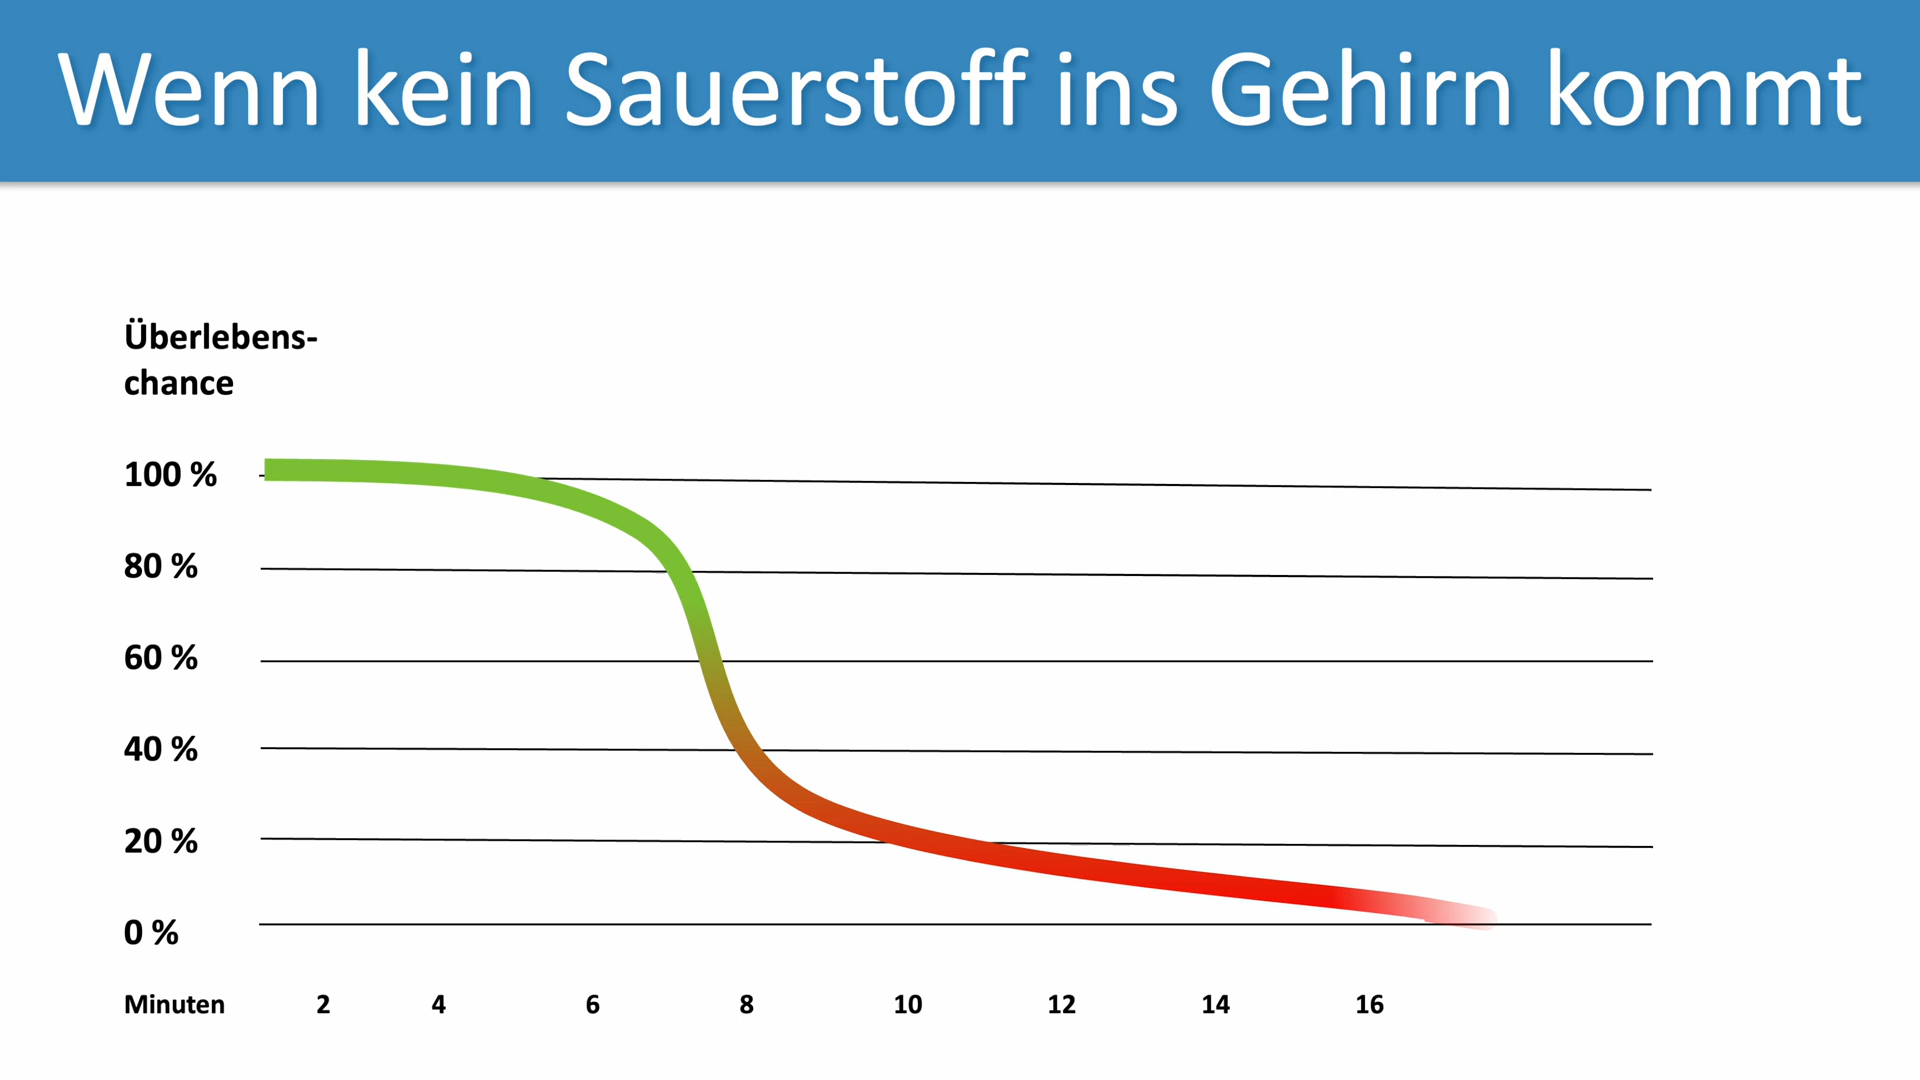 Wenn kein Sauerstoff ins Gehirn kommt
Überlebens-
chance
100 %
80 %
60 %
40 %
20 %
0 %
Minuten 2 4 6 8 10 12 14 16